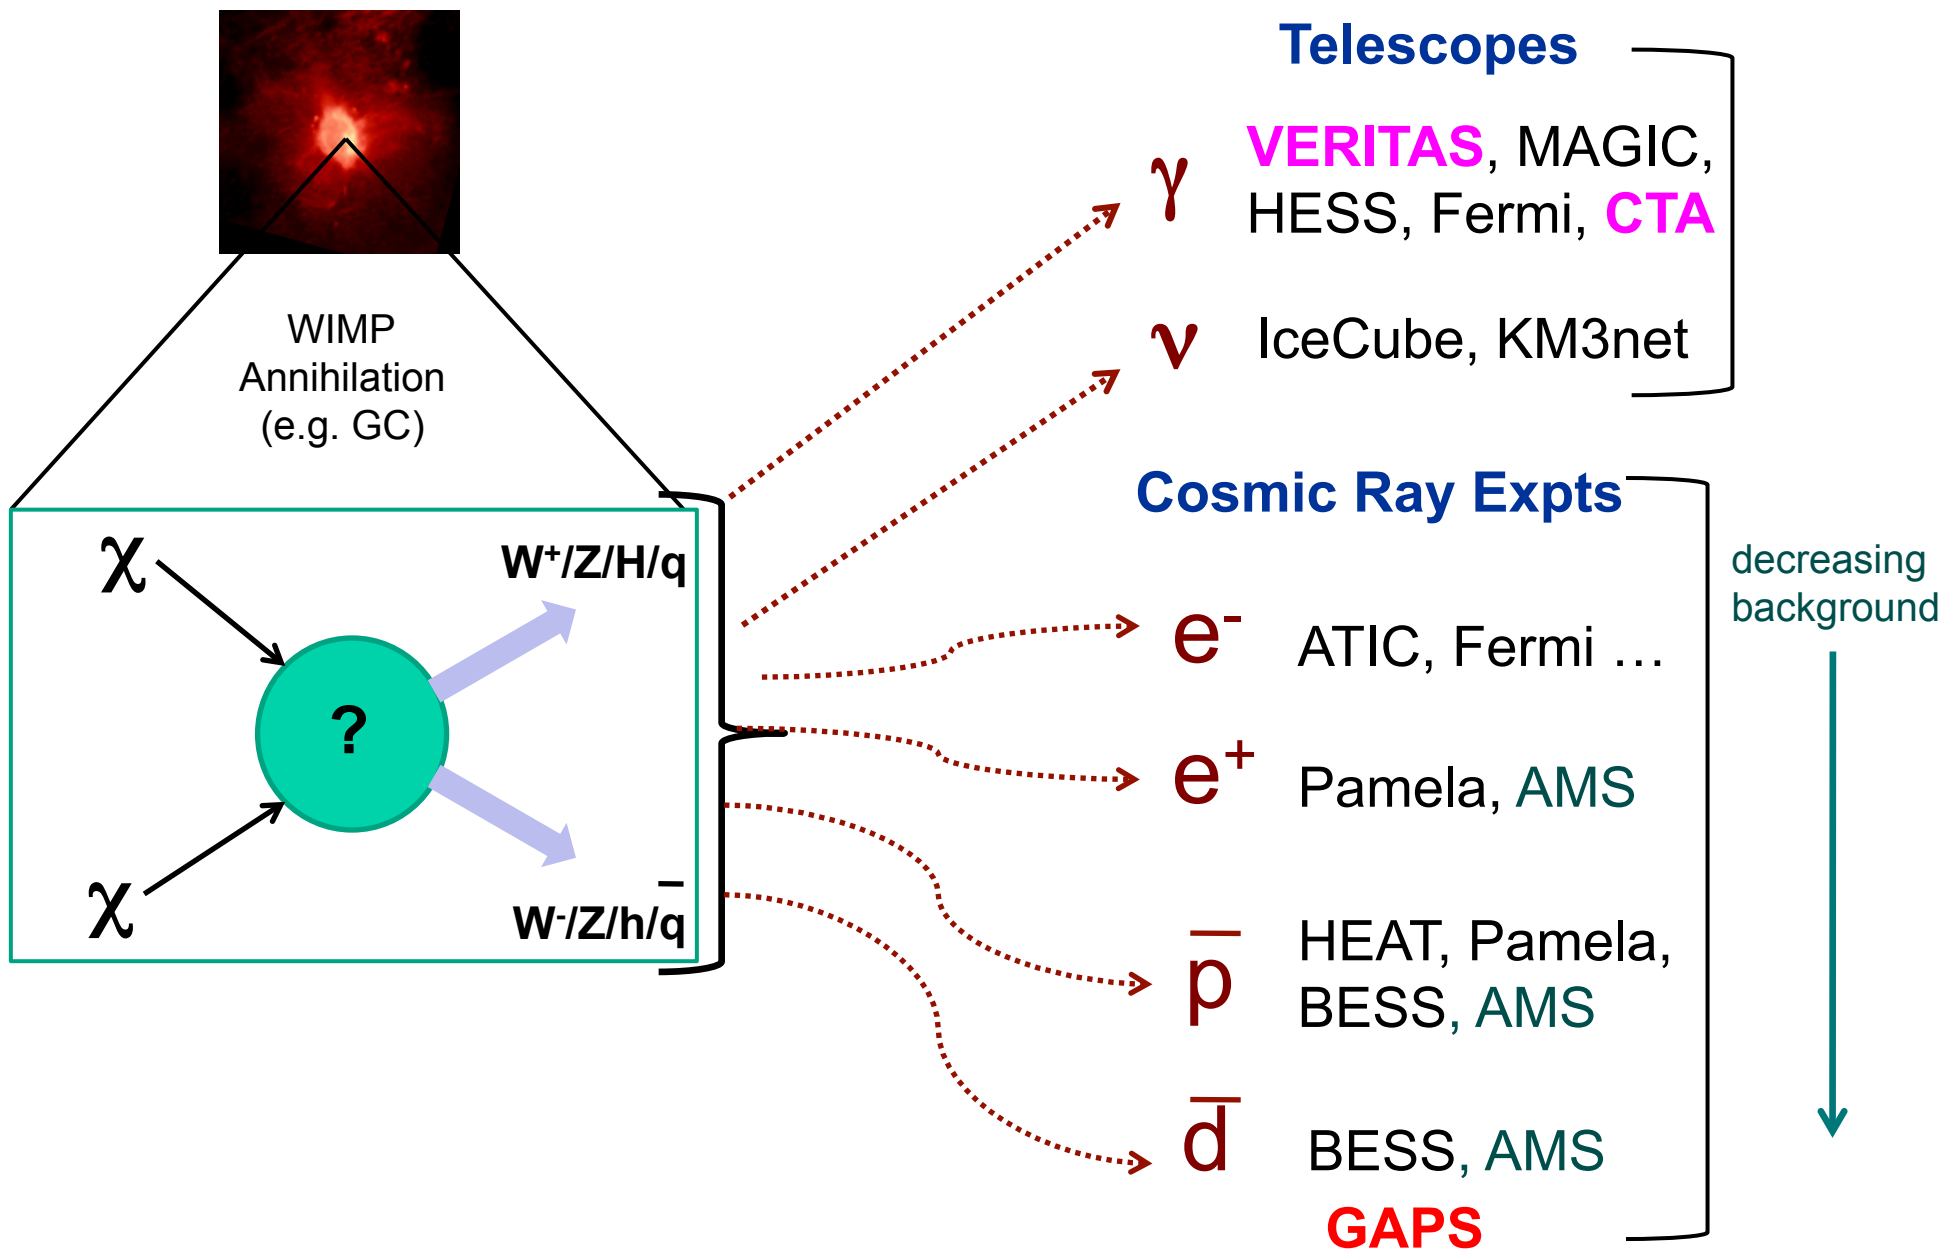 WIMP
Annihilation
(e.g. GC)
χ
W⁺/Z/H/q
?
χ
W⁻/Z/h/q̅
Telescopes
γ
VERITAS, MAGIC,
HESS, Fermi, CTA
ν
IceCube, KM3net
Cosmic Ray Expts
decreasing
background
e⁻
ATIC, Fermi …
e⁺
Pamela, AMS
p̅
HEAT, Pamela,
BESS, AMS
d̅
BESS, AMS
GAPS